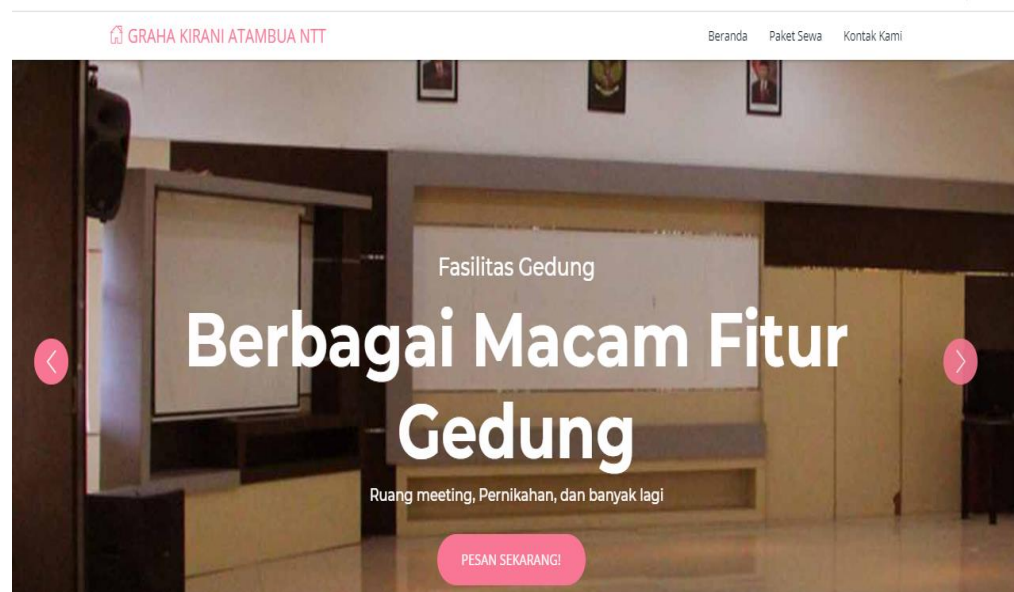 GRAHA KIRANI ATAMBUA NTT
Beranda Paket Sewa Kontak Kami
Fasilitas Gedung
Berbagai Macam Fitur
Gedung
Ruang meeting, Pernikahan, dan banyak lagi
PESAN SEKARANG!